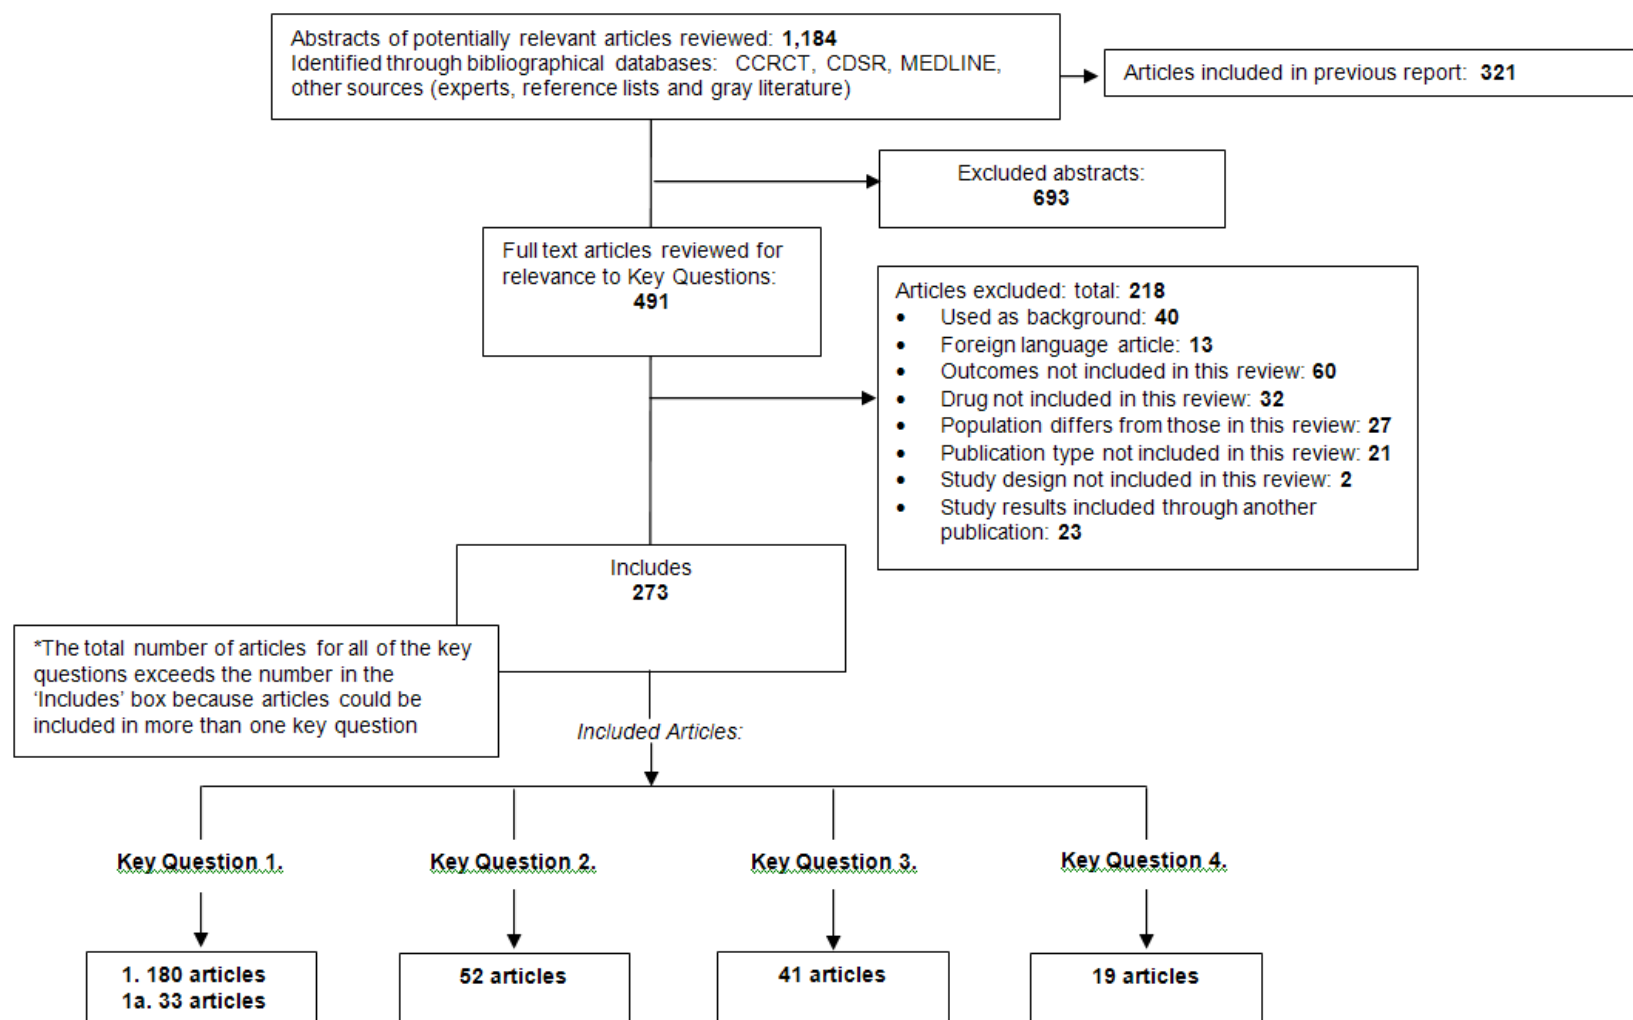 Abstracts of potentially relevant articles reviewed: 1,184
Identified through bibliographical databases: CCRCT, CDSR, MEDLINE,
other sources (experts, reference lists and gray literature)
Articles included in previous report: 321
Excluded abstracts:
693
Full text articles reviewed for
relevance to Key Questions:
491
Articles excluded: total: 218
• Used as background: 40
• Foreign language article: 13
• Outcomes not included in this review: 60
• Drug not included in this review: 32
• Population differs from those in this review: 27
• Publication type not included in this review: 21
• Study design not included in this review: 2
• Study results included through another
publication: 23
Includes
273
*The total number of articles for all of the key
questions exceeds the number in the
‘Includes’ box because articles could be
included in more than one key question
Included Articles:
Key Question 1.
Key Question 2.
Key Question 3.
Key Question 4.
1. 180 articles
1a. 33 articles
52 articles
41 articles
19 articles